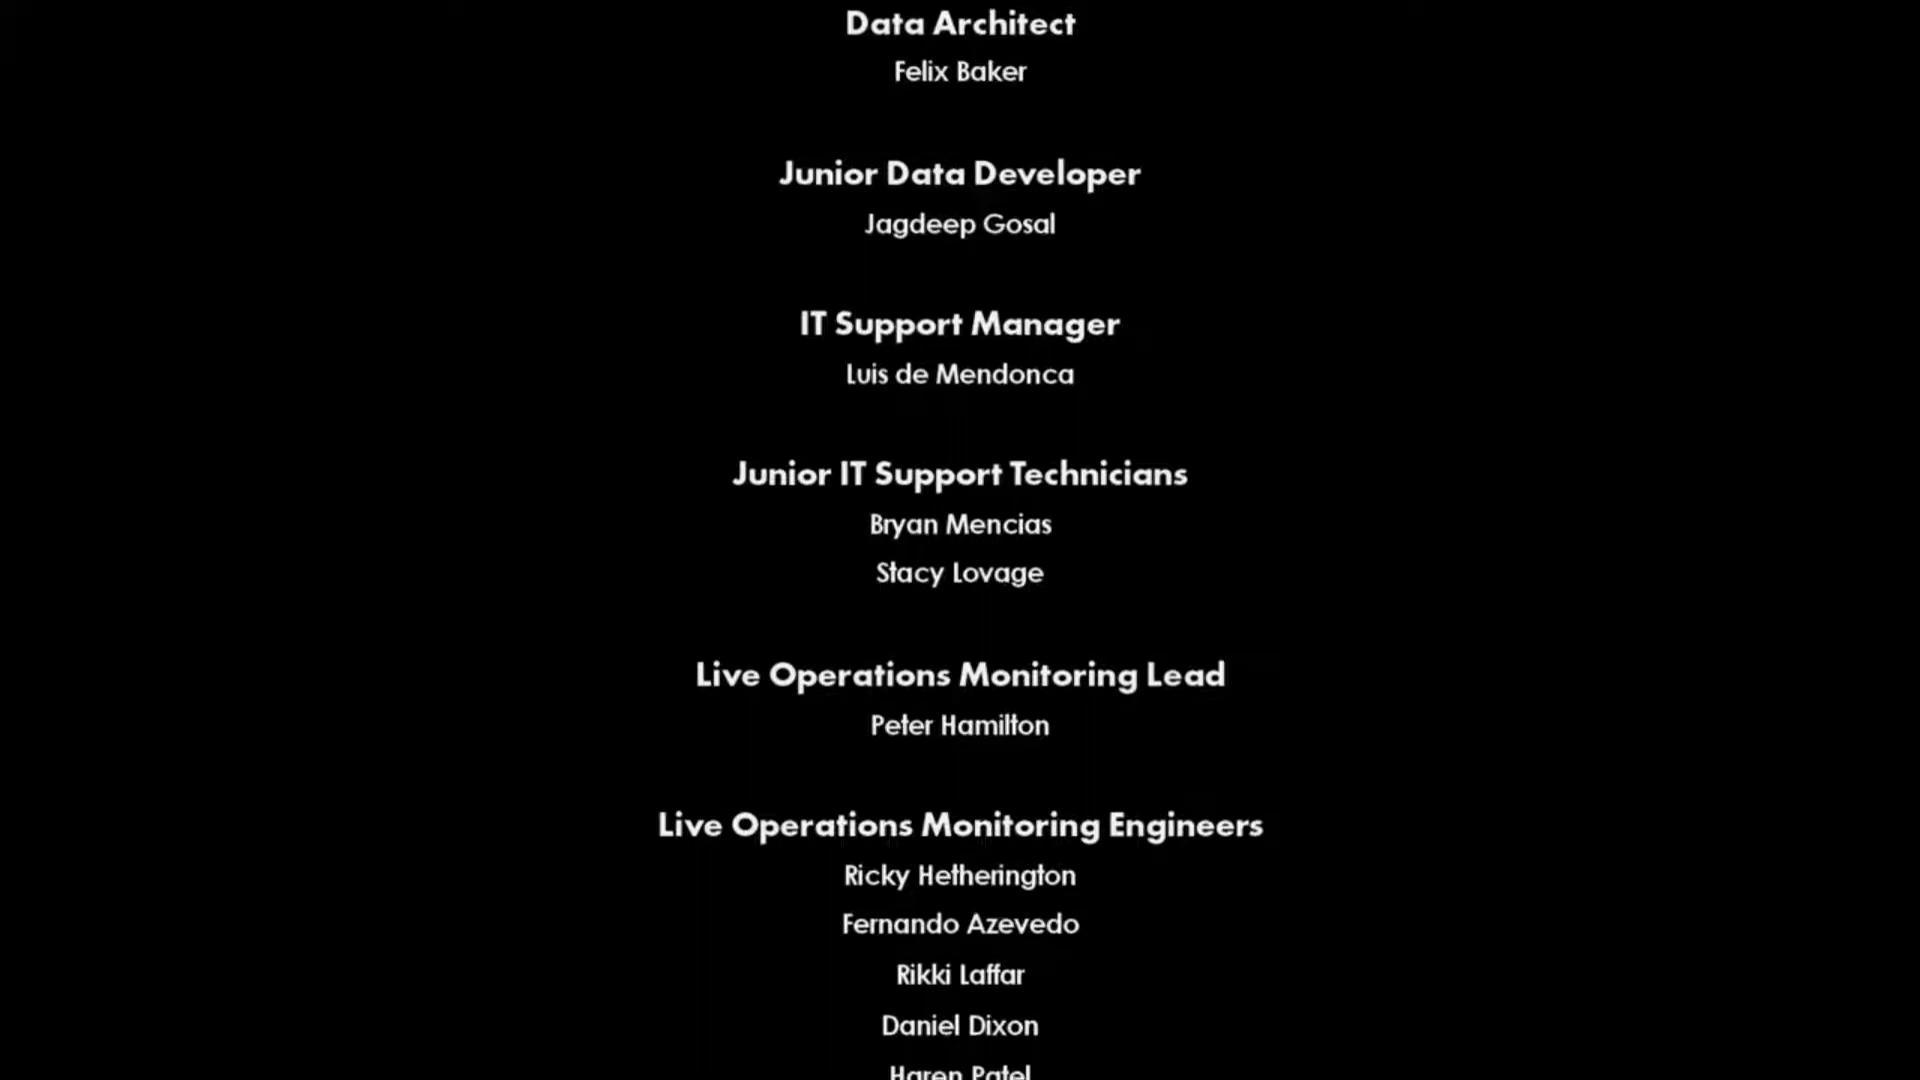 Data Architect
Felix Baker
Junior Data Developer
Jagdeep Gosal
IT Support Manager
Luis de Mendonca
Junior IT Support Technicians
Bryan Mencias
Stacy Lovage
Live Operations Monitoring Lead
Peter Hamilton
Live Operations Monitoring Engineers
Ricky Hetherington
Fernando Azevedo
Rikki Laffar
Daniel Dixon
Haren Patel